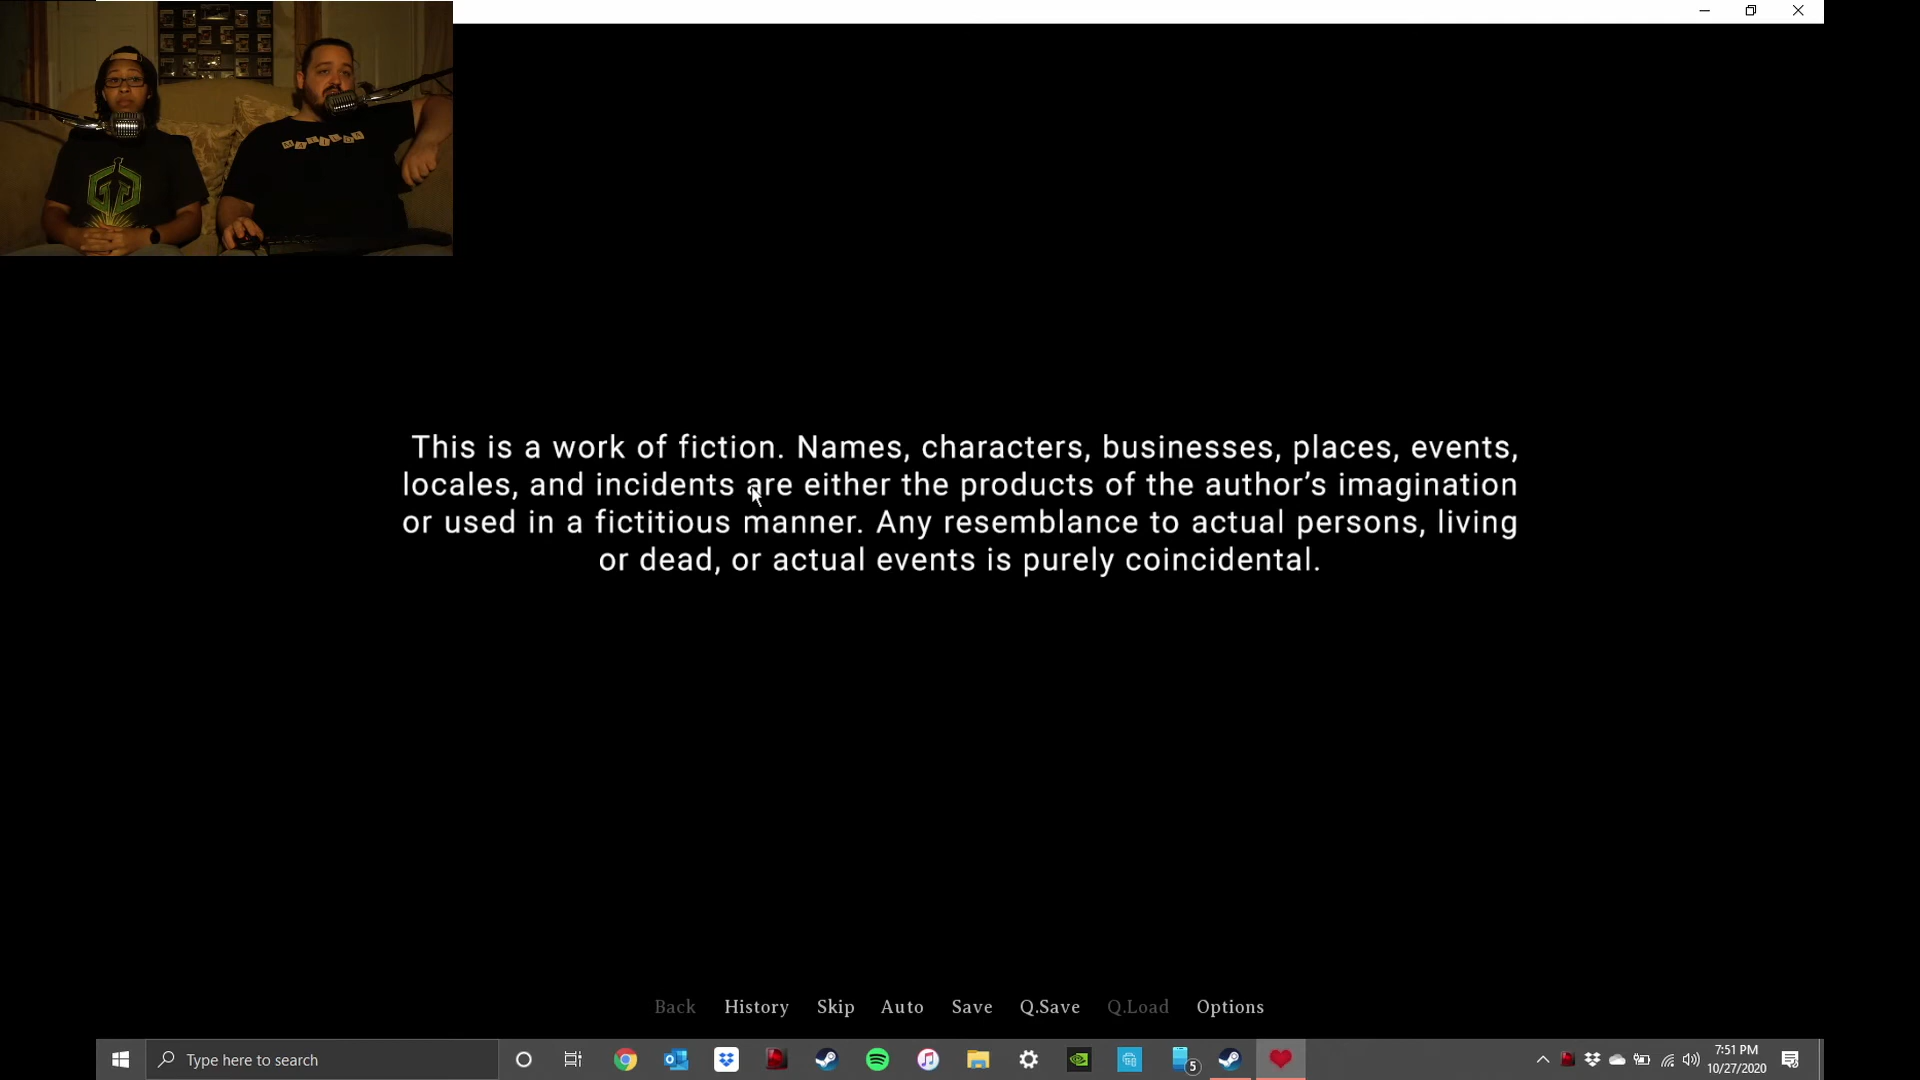 This is a work of fiction. Names, characters, businesses, places, events,
locales, and incidents are either the products of the author’s imagination
or used in a fictitious manner. Any resemblance to actual persons, living
or dead, or actual events is purely coincidental.
Back History Skip Auto Save Q.Save Q.Load Options
Type here to search
5
7:51 PM
10/27/2020